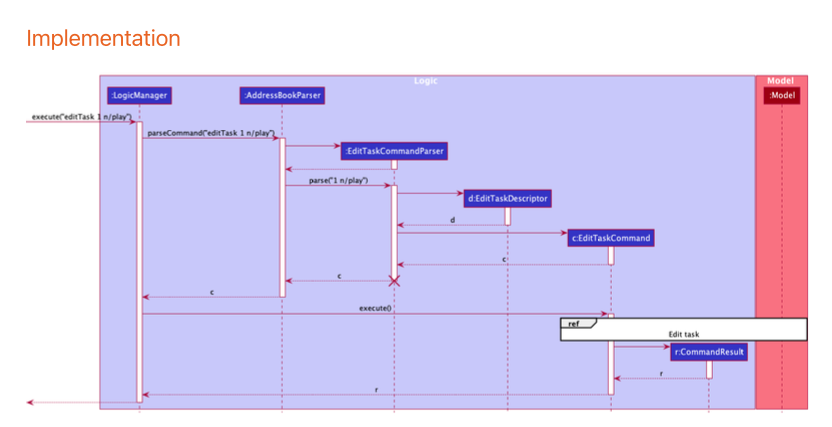 Implementation
Logic
Model
:LogicManager
:AddressBookParser
:Model
execute("editTask 1 n/play")
parseCommand("editTask 1 n/play")
:EditTaskCommandParser
parse("1 n/play")
d:EditTaskDescriptor
d
c:EditTaskCommand
c
c
c
execute()
ref
Edit task
r:CommandResult
r
r